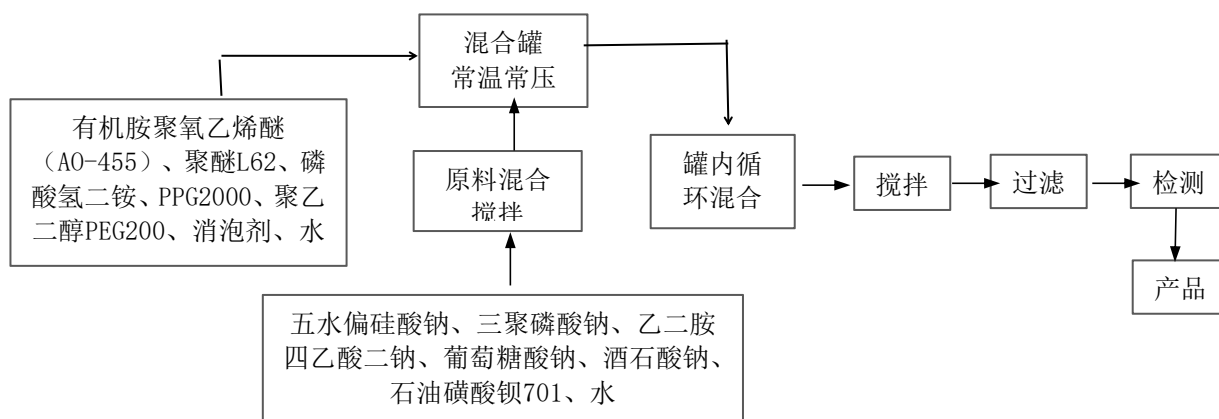 混合罐
常温常压
有机胺聚氧乙烯醚
（AO-455）、聚醚L62、磷
酸氢二铵、PPG2000、聚乙
二醇PEG200、消泡剂、水
原料混合
搅拌
罐内循
环混合
搅拌
过滤
检测
产品
五水偏硅酸钠、三聚磷酸钠、乙二胺
四乙酸二钠、葡萄糖酸钠、酒石酸钠、
石油磺酸钡701、水